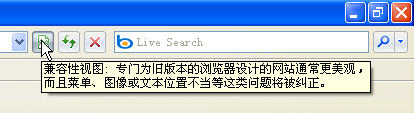 Live Search
兼容性视图: 专门为旧版本的浏览器设计的网站通常更美观,
而且菜单、图像或文本位置不当等这类问题将被纠正。